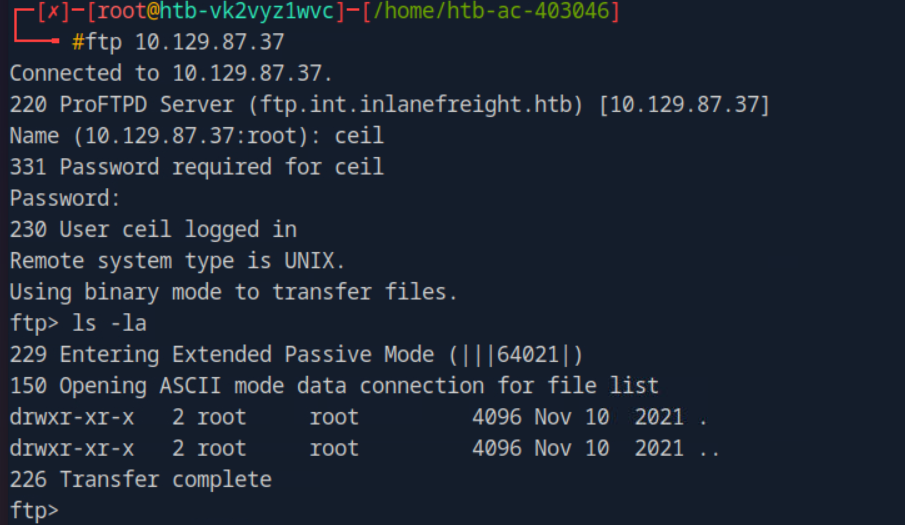 ┌─[✗]─[root@htb-vk2vyz1wvc]─[/home/htb-ac-403046]
└──╼ #ftp 10.129.87.37
Connected to 10.129.87.37.
220 ProFTPD Server (ftp.int.inlanefreight.htb) [10.129.87.37]
Name (10.129.87.37:root): ceil
331 Password required for ceil
Password:
230 User ceil logged in
Remote system type is UNIX.
Using binary mode to transfer files.
ftp> ls -la
229 Entering Extended Passive Mode (|||64021|)
150 Opening ASCII mode data connection for file list
drwxr-xr-x   2 root     root         4096 Nov 10  2021 .
drwxr-xr-x   2 root     root         4096 Nov 10  2021 ..
226 Transfer complete
ftp>